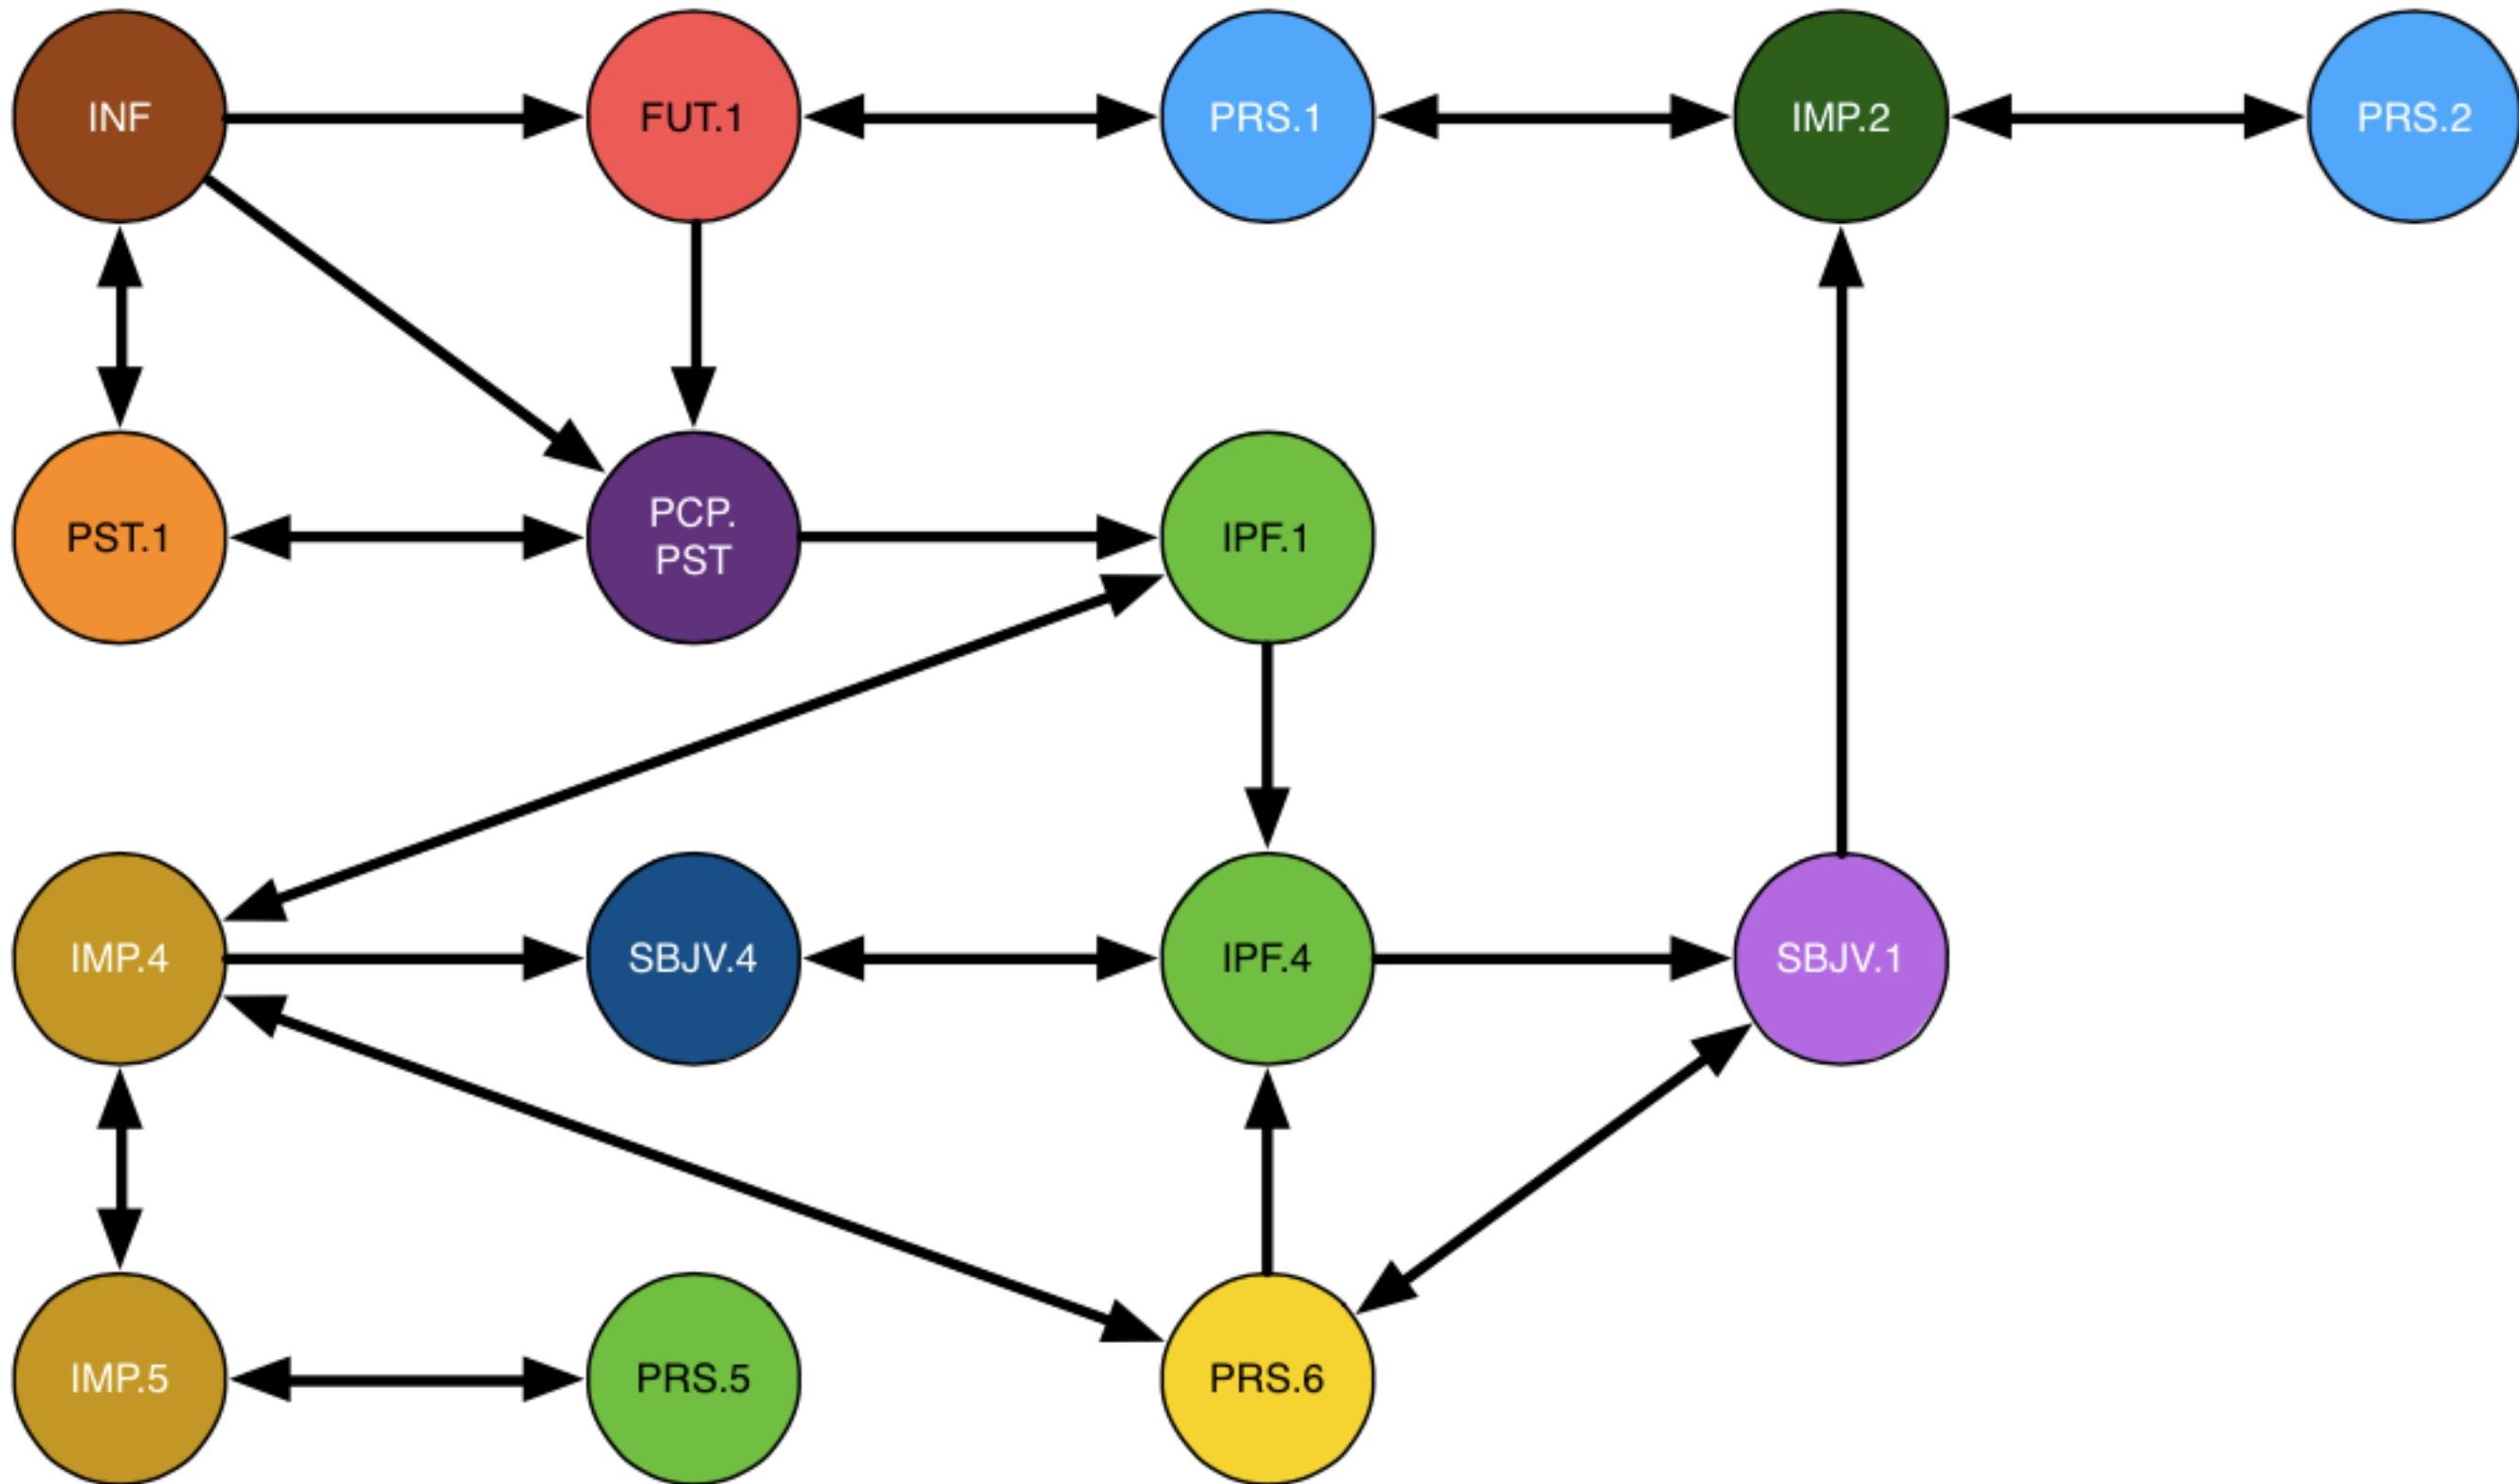 INF
FUT.1
PRS.1
IMP.2
PRS.2
PST.1
PCP.
PST
IPF.1
IMP.4
SBJV.4
IPF.4
SBJV.1
IMP.5
PRS.5
PRS.6